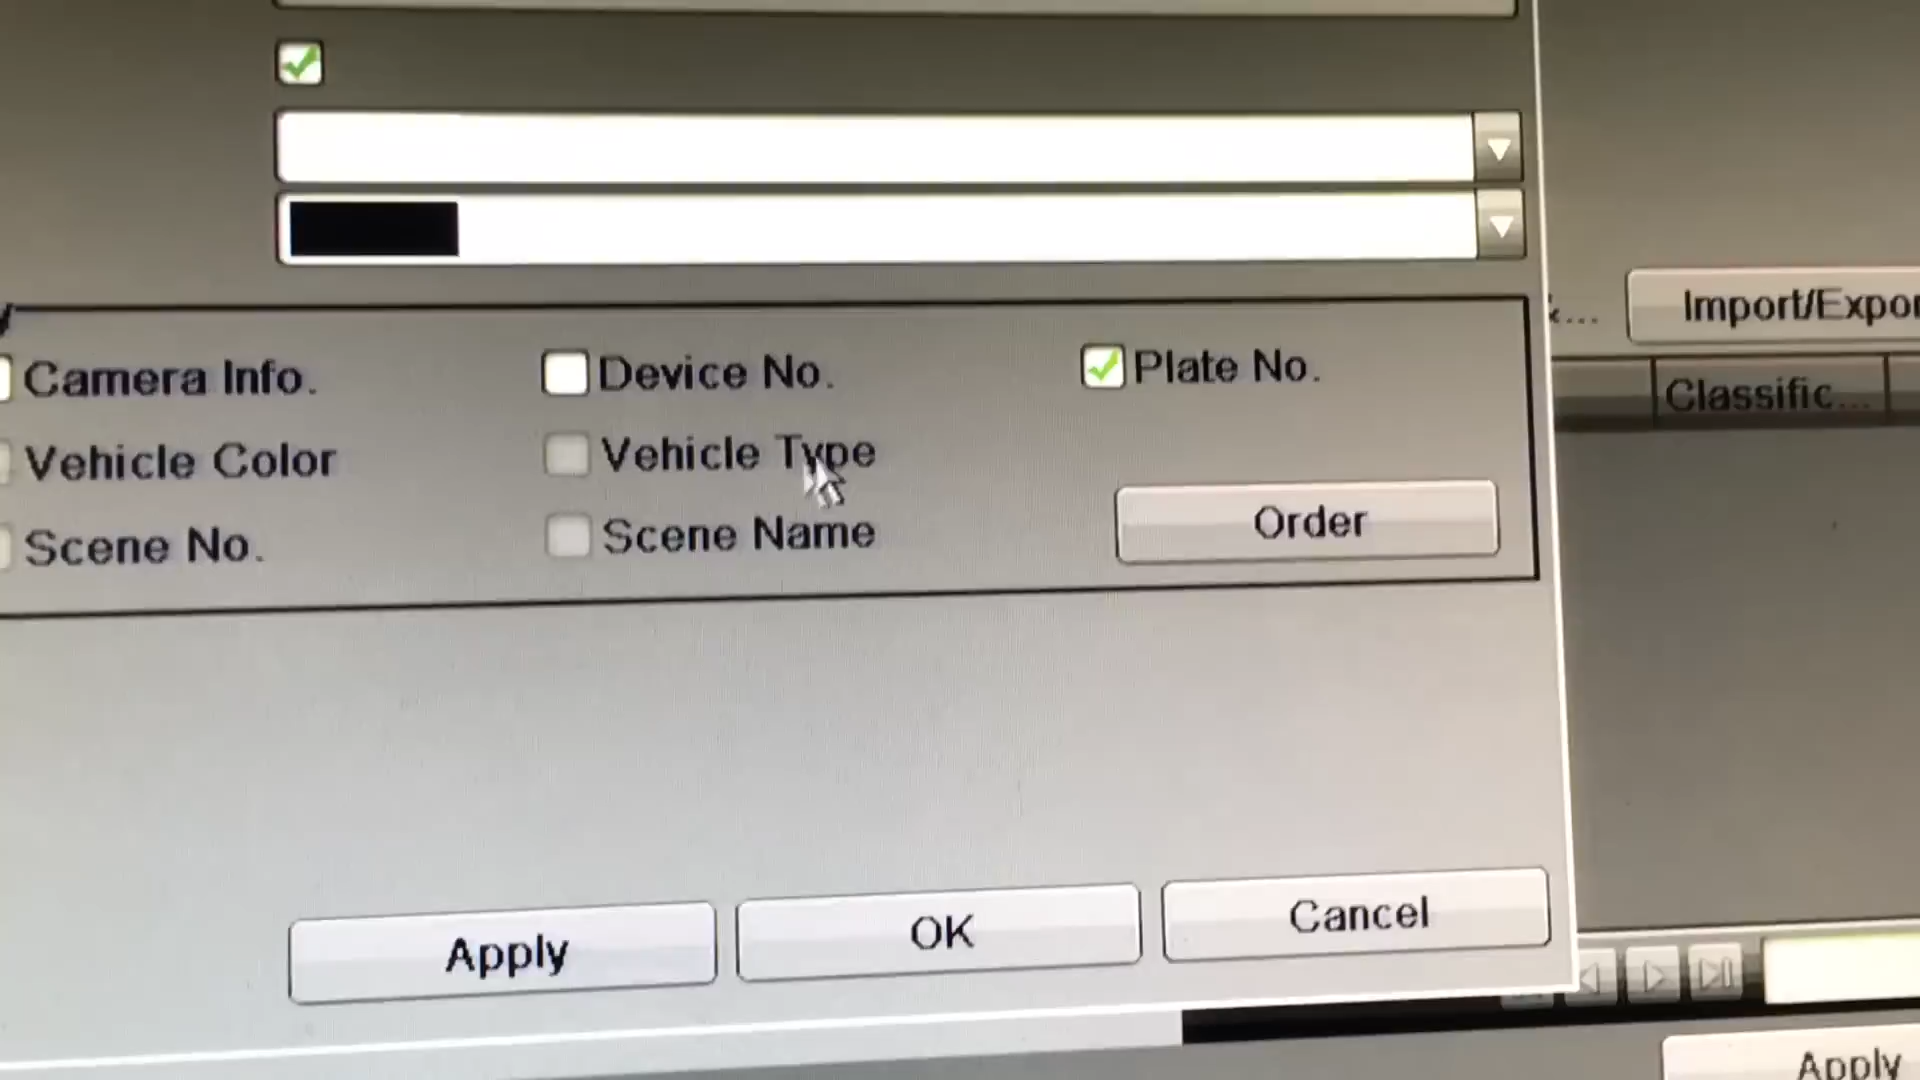 Import/Expor
Camera Info.
Device No.
Plate No.
Classific...
Vehicle Color
Vehicle Type
Scene No.
Scene Name
Order
Apply
OK
Cancel
Apply